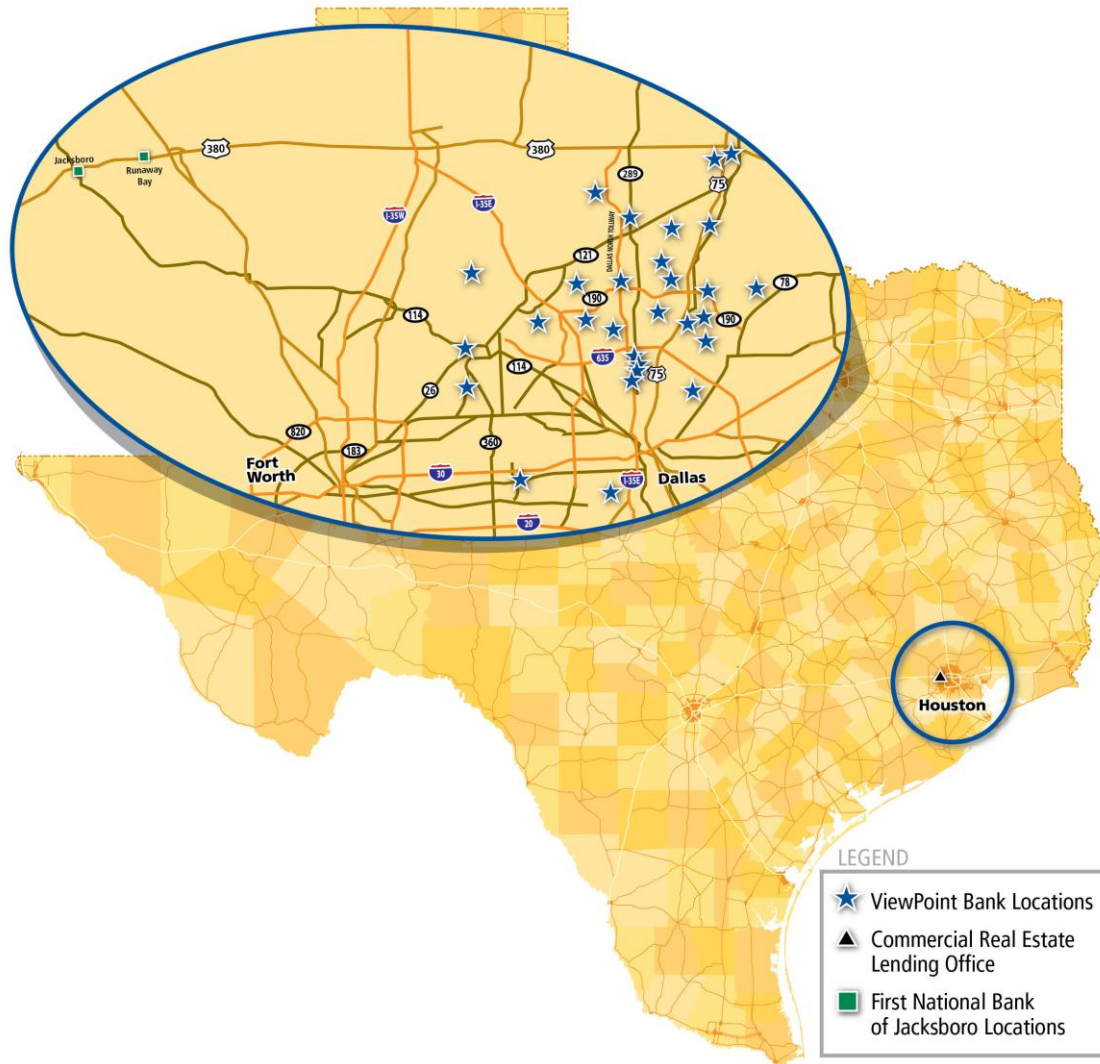 380
380
Jacksboro
Runaway
Bay
289
75
I-35W
I-35E
DALLAS NORTH TOLLWAY
121
78
190
114
190
635
114
75
26
820
183
360
Fort
Worth
30
I-35E
Dallas
20
Houston
LEGEND
ViewPoint Bank Locations
Commercial Real Estate
Lending Office
First National Bank
of Jacksboro Locations